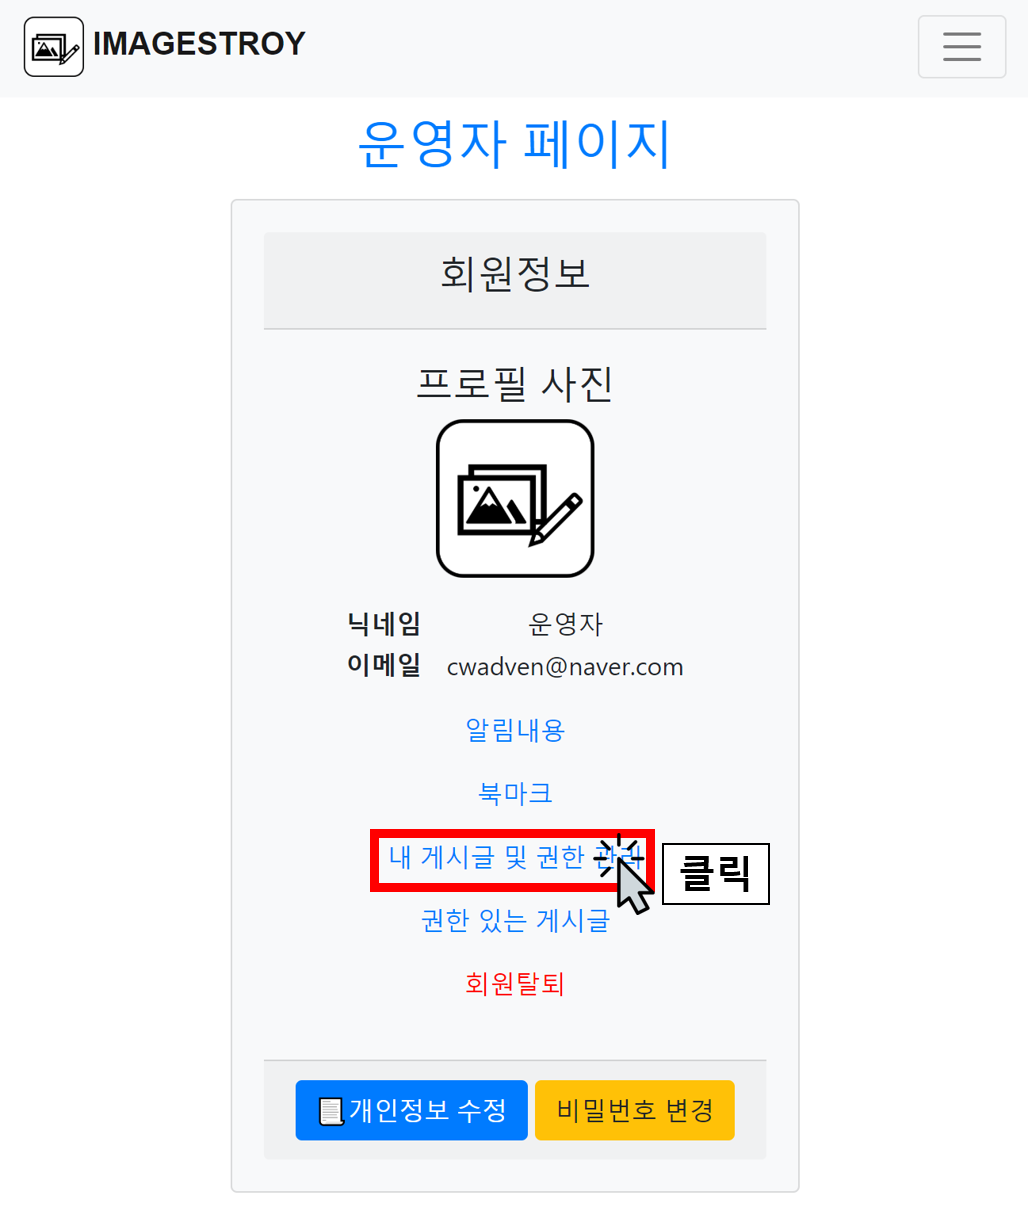 IMAGESTROY
운영자 페이지
회원정보
프로필 사진
닉네임 운영자
이메일 cwadven@naver.com
알림내용
북마크
내 게시글 및 권한 관리
클릭
권한 있는 게시글
회원탈퇴
개인정보 수정 비밀번호 변경